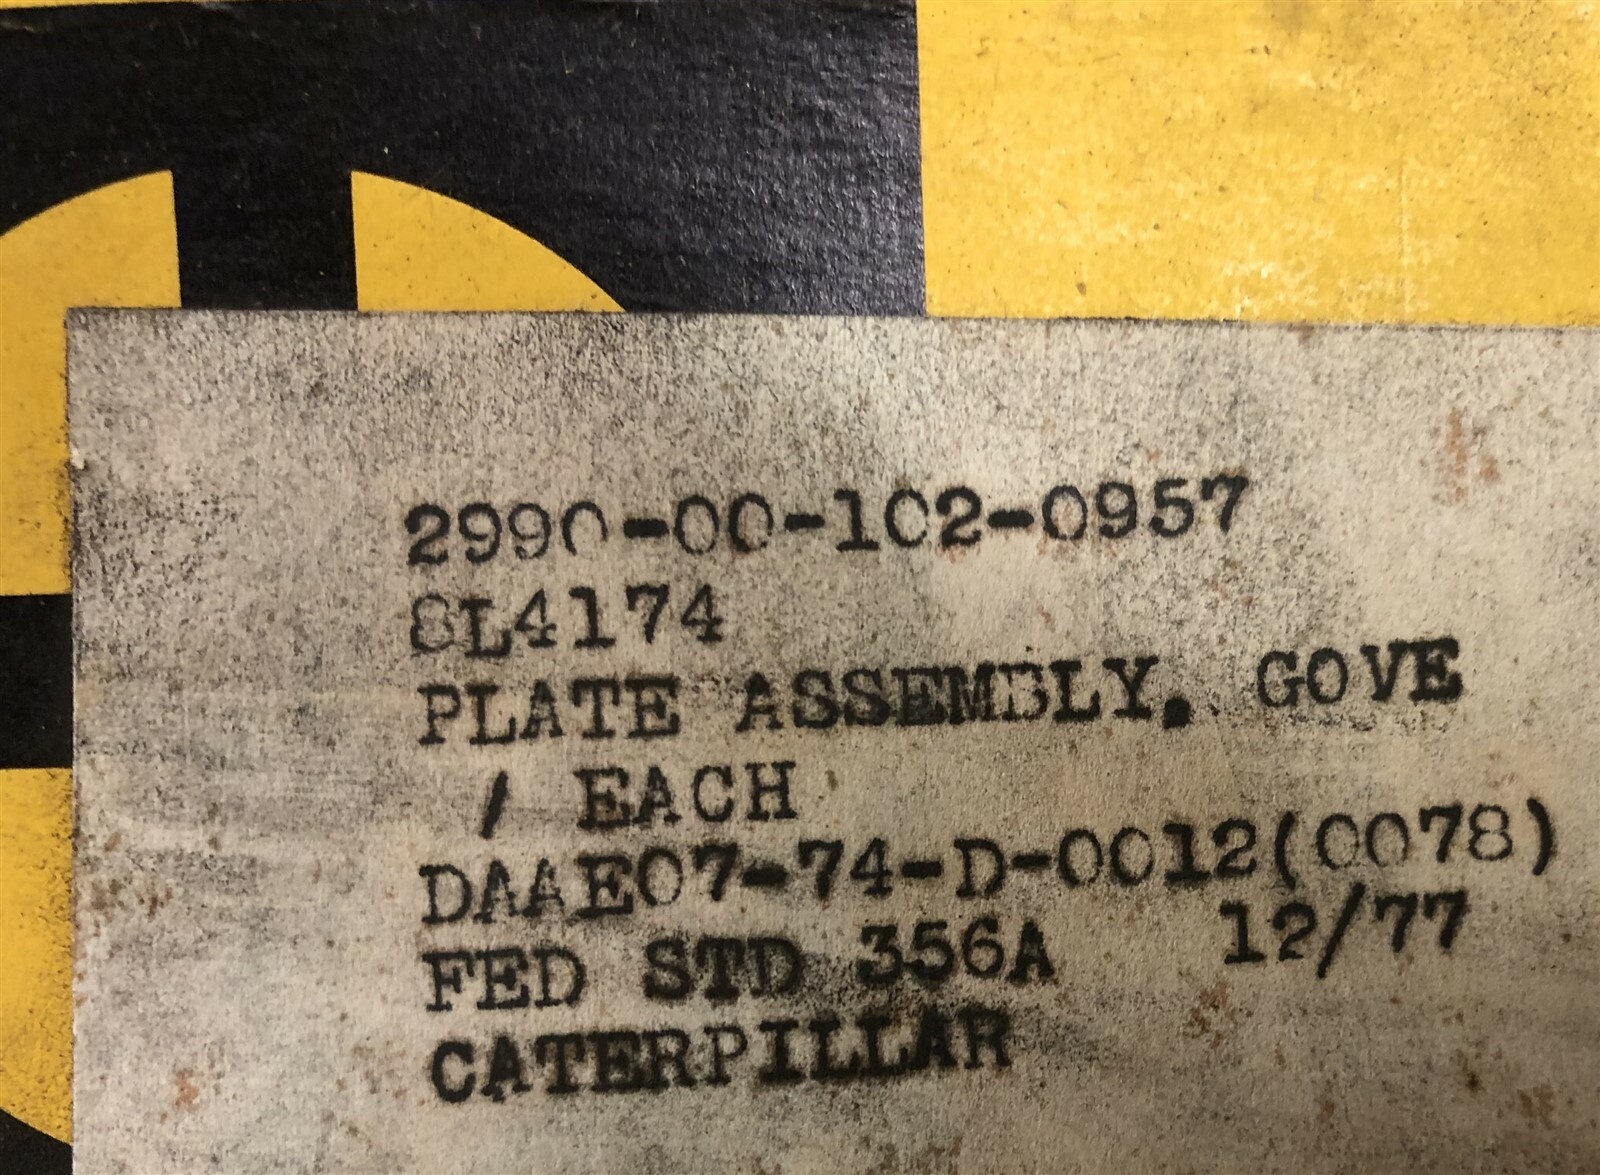 2990-00-102-0957
8L4174
PLATE ASSEMBLY, GOVE
/ EACH
DAAE07-74-D-0012(0078)
FED STD 356A 12/77
CATERPILLAR